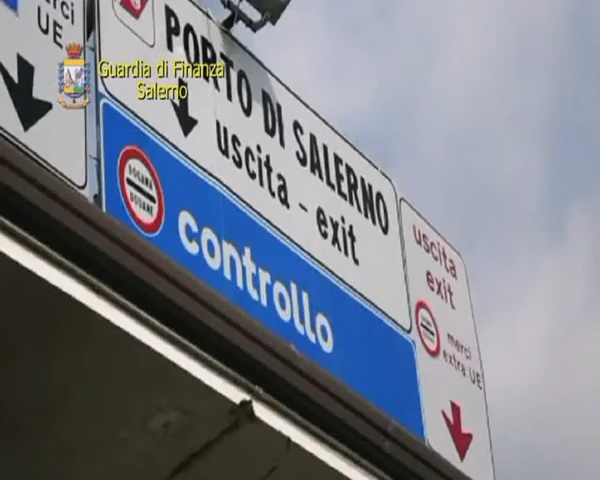 merci
UE
Guardia di Finanza
Salerno
PORTO DI SALERNO
uscita - exit
DOGANA
DOUANE
controllo
uscita
exit
merci
extra UE